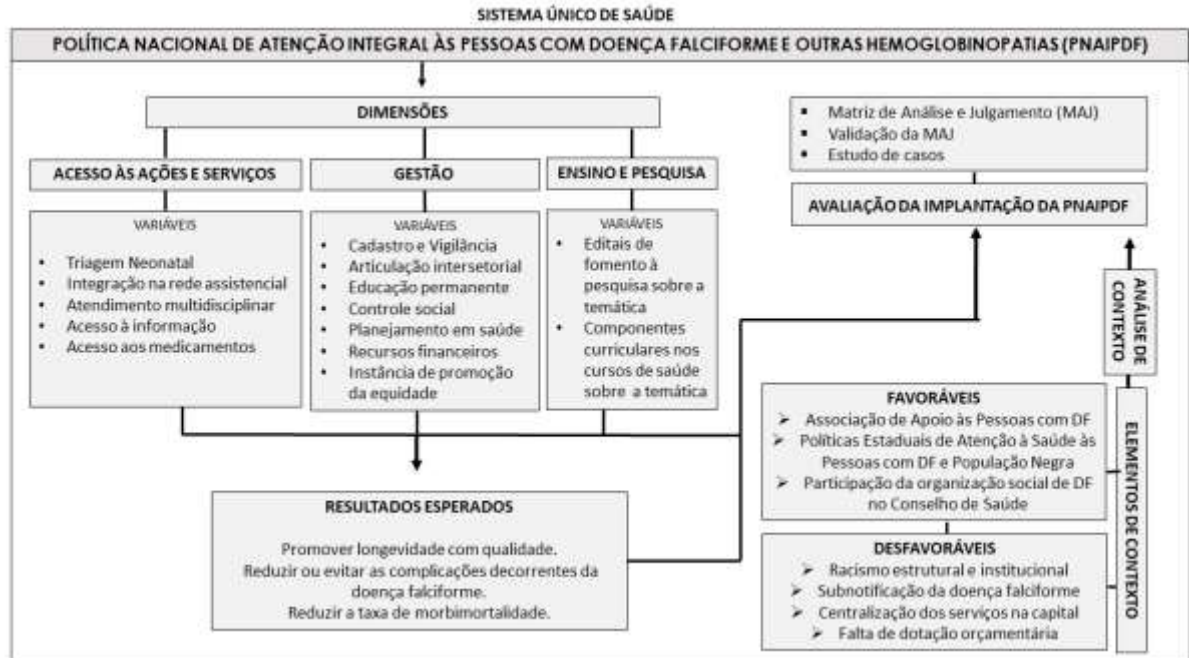 SISTEMA ÚNICO DE SAÚDE
POLÍTICA NACIONAL DE ATENÇÃO INTEGRAL ÀS PESSOAS COM DOENÇA FALCIFORME E OUTRAS HEMOGLOBINOPATIAS (PNAIPDF)
DIMENSÕES
ACESSO ÀS AÇÕES E SERVIÇOS
VARIÁVEIS
• Triagem Neonatal
• Integração na rede assistencial
• Atendimento multidisciplinar
• Acesso à informação
• Acesso aos medicamentos
GESTÃO
VARIÁVEIS
• Cadastro e Vigilância
• Articulação intersetorial
• Educação permanente
• Controle social
• Planejamento em saúde
• Recursos financeiros
• Instância de promoção
da equidade
ENSINO E PESQUISA
VARIÁVEIS
• Editais de
fomento à
pesquisa sobre a
temática
• Componentes
curriculares nos
cursos de saúde
sobre a temática
RESULTADOS ESPERADOS
Promover longevidade com qualidade.
Reduzir ou evitar as complicações decorrentes da
doença falciforme.
Reduzir a taxa de morbimortalidade.
▪ Matriz de Análise e Julgamento (MAJ)
▪ Validação da MAJ
▪ Estudo de casos
AVALIAÇÃO DA IMPLANTAÇÃO DA PNAIPDF
ANÁLISE DE
CONTEXTO
ELEMENTOS DE CONTEXTO
FAVORÁVEIS
➢ Associação de Apoio às Pessoas com DF
➢ Políticas Estaduais de Atenção à Saúde às
Pessoas com DF e População Negra
➢ Participação da organização social de DF
no Conselho de Saúde
DESFAVORÁVEIS
➢ Racismo estrutural e institucional
➢ Subnotificação da doença falciforme
➢ Centralização dos serviços na capital
➢ Falta de dotação orçamentária